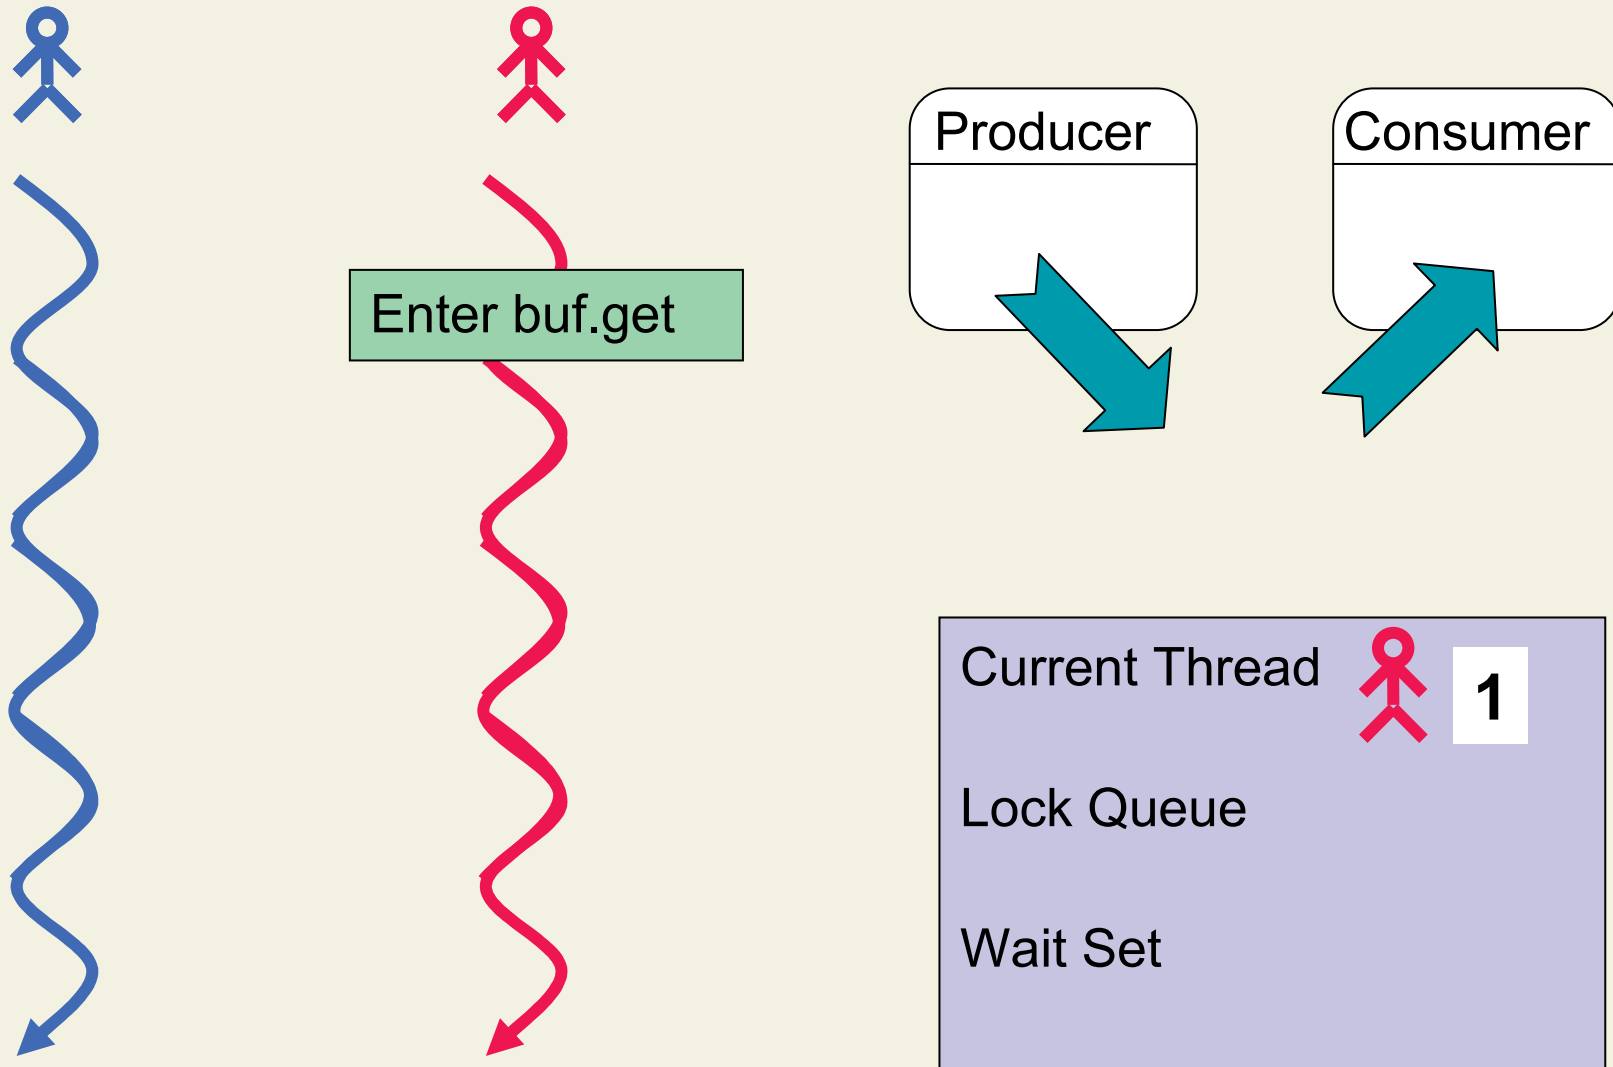 Producer
Consumer
Enter buf.get
Current Thread
1
Lock Queue
Wait Set